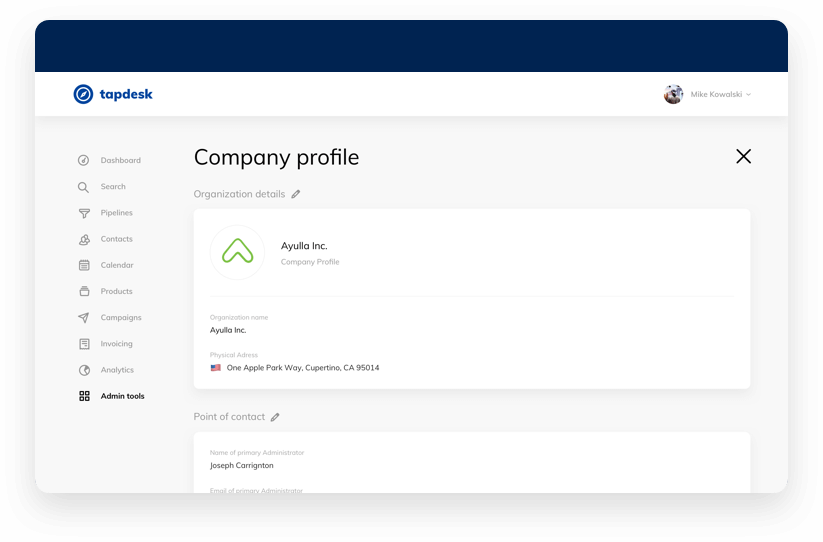 tapdesk
Mike Kowalski
Dashboard
Search
Pipelines
Contacts
Calendar
Products
Campaigns
Invoicing
Analytics
Admin tools
Company profile
Organization details
Ayulla Inc.
Company Profile
Organization name
Ayulla Inc.
Physical Adress
One Apple Park Way, Cupertino, CA 95014
Point of contact
Name of primary Administrator
Joseph Carrignton
Email of primary Administrator